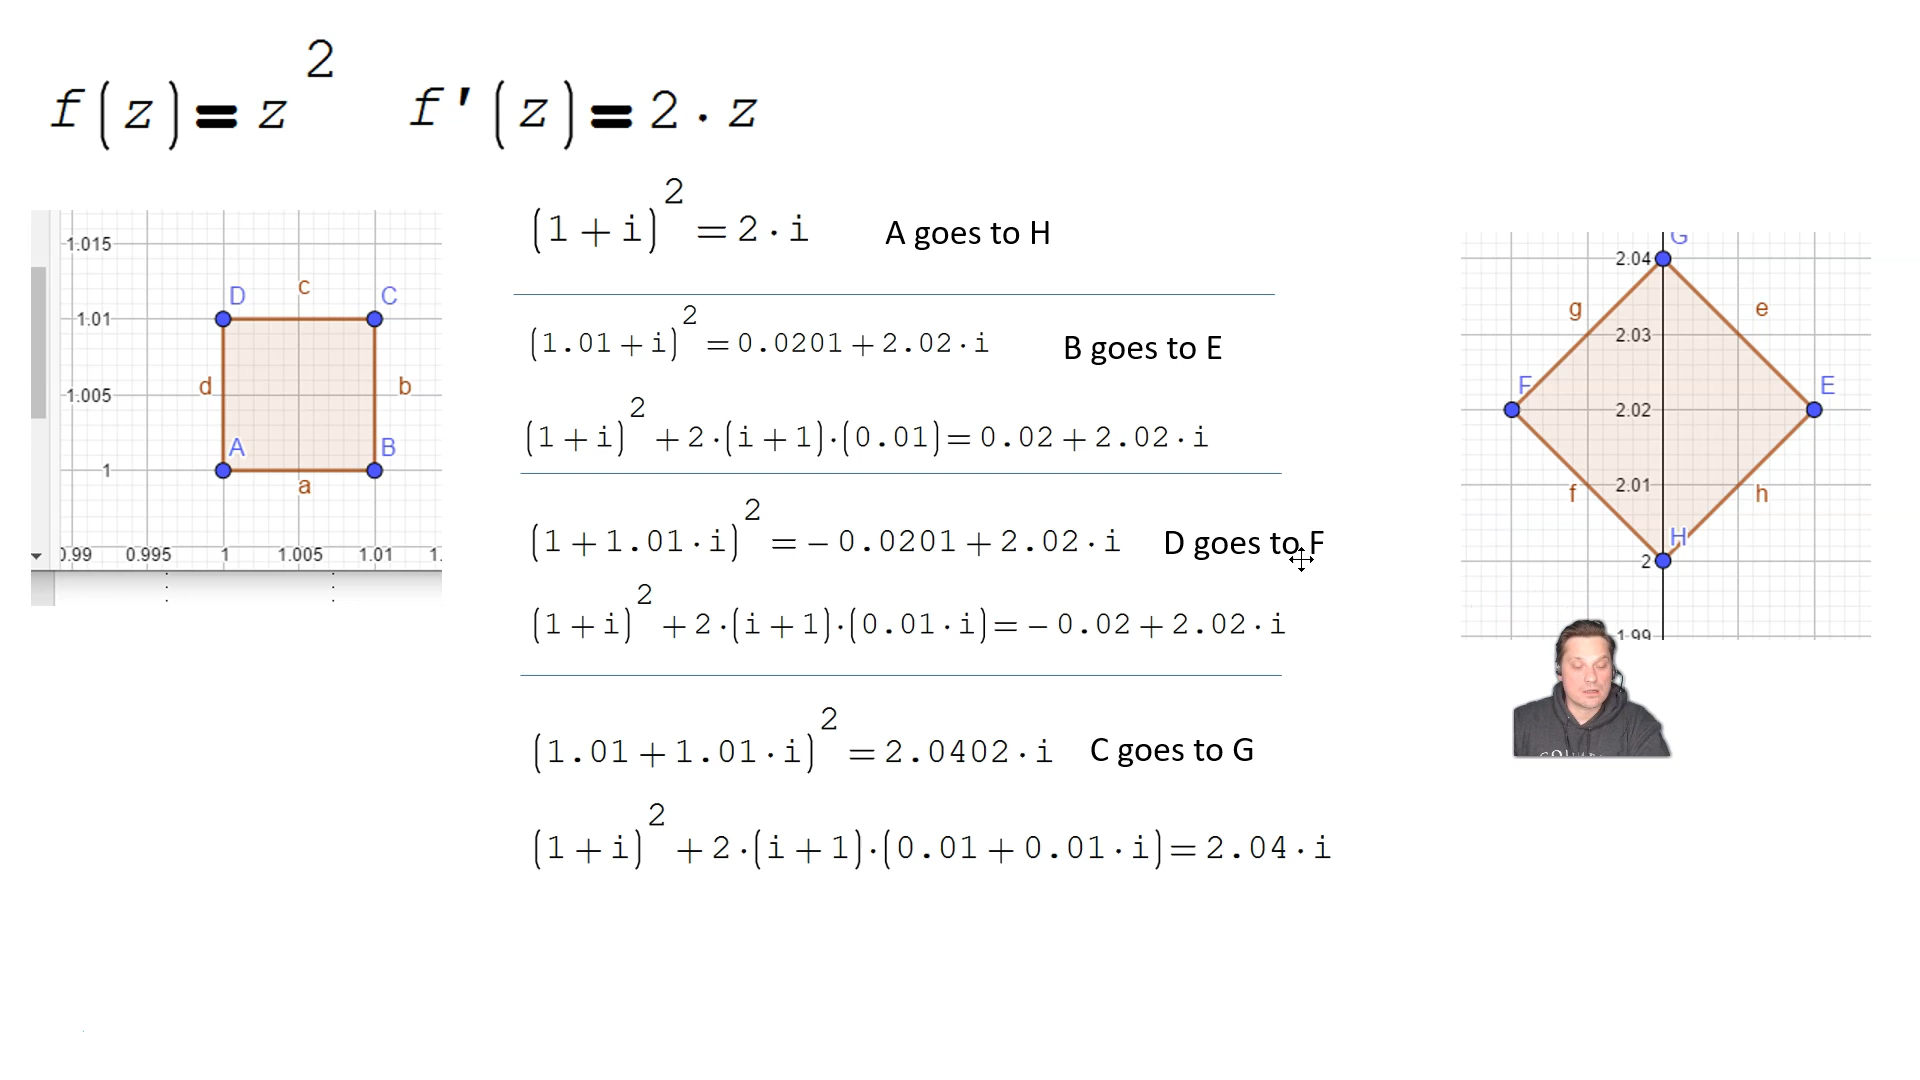 f(z)=z² f'(z)=2·z
1.015
1.01
1.005
1
D
c
C
d
b
A
B
a
0.99 0.995 1 1.005 1.01 1.
(1+i)²=2·i A goes to H
(1.01+i)²=0.0201+2.02·i B goes to E
(1+i)²+2·(i+1)·(0.01)=0.02+2.02·i
(1+1.01·i)²=-0.0201+2.02·i D goes to F
(1+i)²+2·(i+1)·(0.01·i)=-0.02+2.02·i
(1.01+1.01·i)²=2.0402·i C goes to G
(1+i)²+2·(i+1)·(0.01+0.01·i)=2.04·i
G
2.04
g
e
2.03
F
E
2.02
f
2.01
h
H
2
1.99